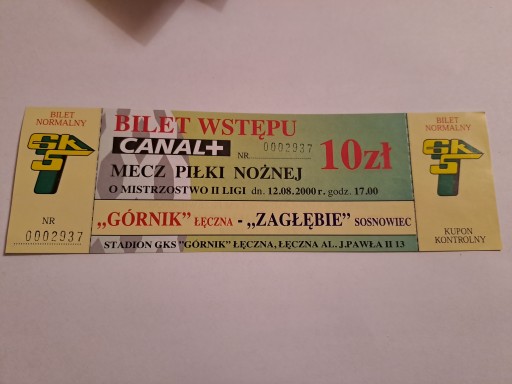 BILET
NORMALNY
GKS
NR
0002937
BILET WSTĘPU
CANAL+
NR 0002937
10zł
MECZ PIŁKI NOŻNEJ
O MISTRZOSTWO II LIGI dn. 12.08.2000 r. godz. 17.00
„GÓRNIK” ŁĘCZNA - „ZAGŁĘBIE” SOSNOWIEC
STADION GKS "GÓRNIK" ŁĘCZNA, ŁĘCZNA AL. J.PAWŁA II 13
BILET
NORMALNY
GKS
KUPON
KONTROLNY